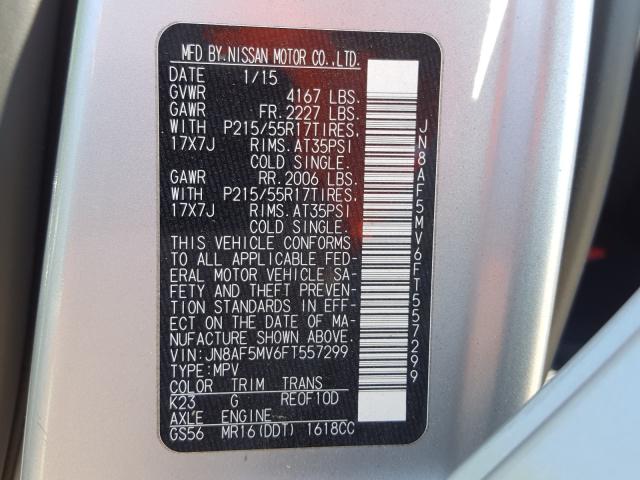 MFD BY NISSAN MOTOR CO.,LTD.
DATE 1/15
GVWR 4167 LBS.
GAWR FR. 2227 LBS.
WITH P215/55R17TIRES.
17X7J RIMS. AT35PSI
COLD SINGLE.
GAWR RR. 2006 LBS.
WITH P215/55R17TIRES.
17X7J RIMS. AT35PSI
COLD SINGLE.
THIS VEHICLE CONFORMS
TO ALL APPLICABLE FED-
ERAL MOTOR VEHICLE SA-
FETY AND THEFT PREVEN-
TION STANDARDS IN EFF-
ECT ON THE DATE OF MA-
NUFACTURE SHOWN ABOVE.
VIN:JN8AF5MV6FT557299
TYPE:MPV
COLOR TRIM TRANS
K23 G RE0F10D
AXLE ENGINE
GS56 MR16(DDT) 1618CC
JN8AF5MV6FT557299